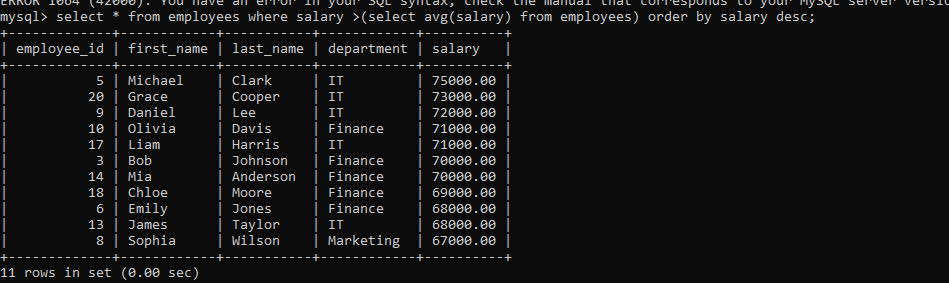 ERROR 1064 (42000): You have an error in your SQL syntax; check the manual that corresponds to your MySQL server versio
mysql> select * from employees where salary >(select avg(salary) from employees) order by salary desc;
+-------------+------------+-----------+------------+----------+
| employee_id | first_name | last_name | department | salary   |
+-------------+------------+-----------+------------+----------+
|           5 | Michael    | Clark     | IT         | 75000.00 |
|          20 | Grace      | Cooper    | IT         | 73000.00 |
|           9 | Daniel     | Lee       | IT         | 72000.00 |
|          10 | Olivia     | Davis     | Finance    | 71000.00 |
|          17 | Liam       | Harris    | IT         | 71000.00 |
|           3 | Bob        | Johnson   | Finance    | 70000.00 |
|          14 | Mia        | Anderson  | Finance    | 70000.00 |
|          18 | Chloe      | Moore     | Finance    | 69000.00 |
|           6 | Emily      | Jones     | Finance    | 68000.00 |
|          13 | James      | Taylor    | IT         | 68000.00 |
|           8 | Sophia     | Wilson    | Marketing  | 67000.00 |
+-------------+------------+-----------+------------+----------+
11 rows in set (0.00 sec)